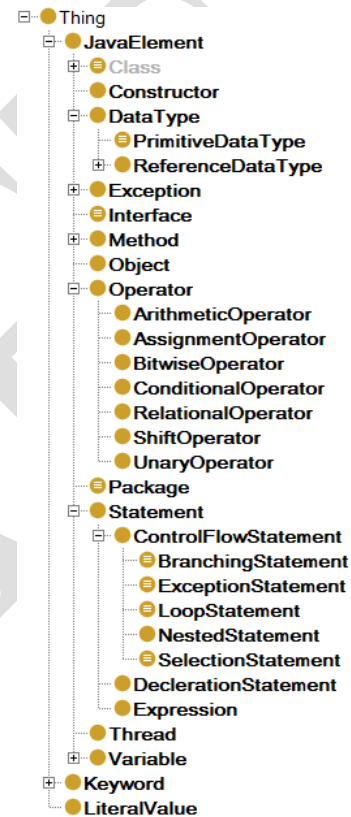 Thing
JavaElement
Class
Constructor
DataType
PrimitiveDataType
ReferenceDataType
Exception
Interface
Method
Object
Operator
ArithmeticOperator
AssignmentOperator
BitwiseOperator
ConditionalOperator
RelationalOperator
ShiftOperator
UnaryOperator
Package
Statement
ControlFlowStatement
BranchingStatement
ExceptionStatement
LoopStatement
NestedStatement
SelectionStatement
DeclerationStatement
Expression
Thread
Variable
Keyword
LiteralValue